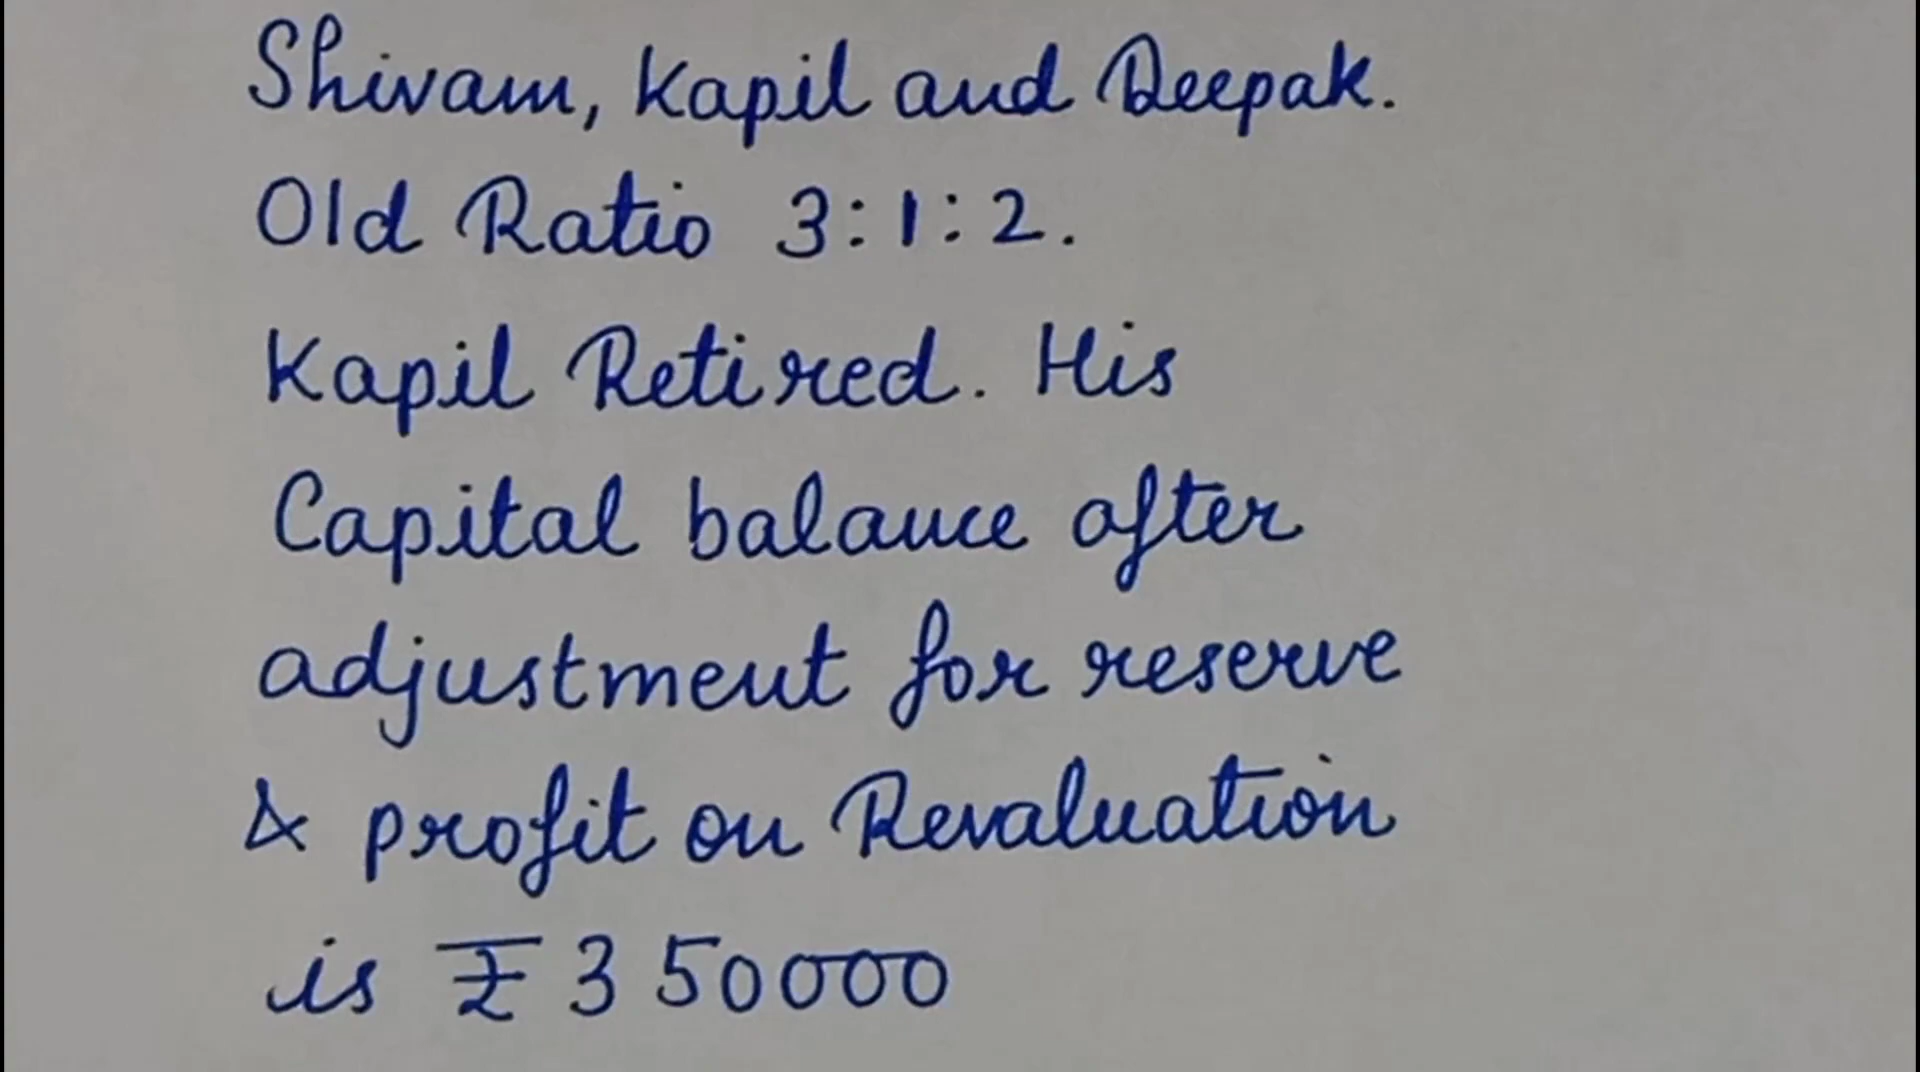 Shivam, Kapil and Deepak.
Old Ratio 3:1:2.
Kapil Retired. His
Capital balance after
adjustment for reserve
& profit on Revaluation
is ₹350000